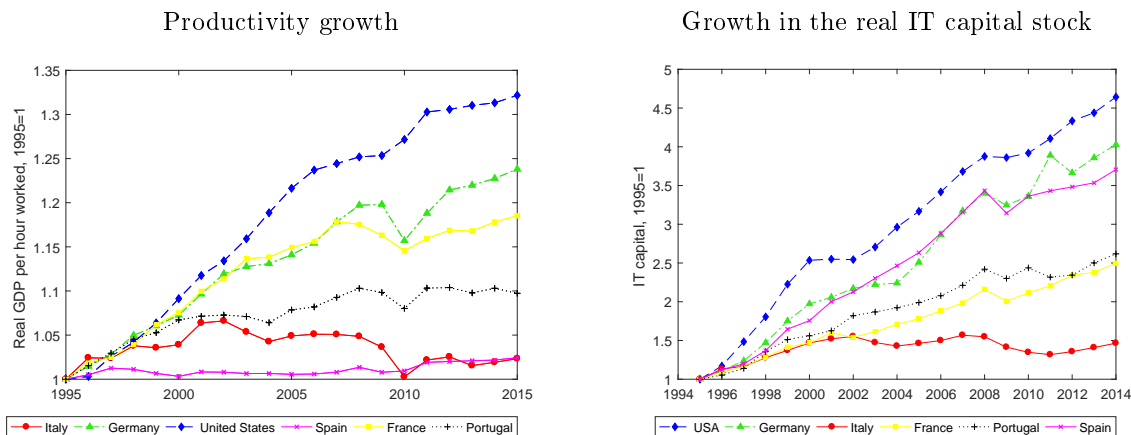 Productivity growth
Real GDP per hour worked, 1995=1
1.35
1.3
1.25
1.2
1.15
1.1
1.05
1
1995 2000 2005 2010 2015
Italy Germany United States Spain France Portugal
Growth in the real IT capital stock
IT capital, 1995=1
5
4.5
4
3.5
3
2.5
2
1.5
1
1994 1996 1998 2000 2002 2004 2006 2008 2010 2012 2014
USA Germany Italy France Portugal Spain